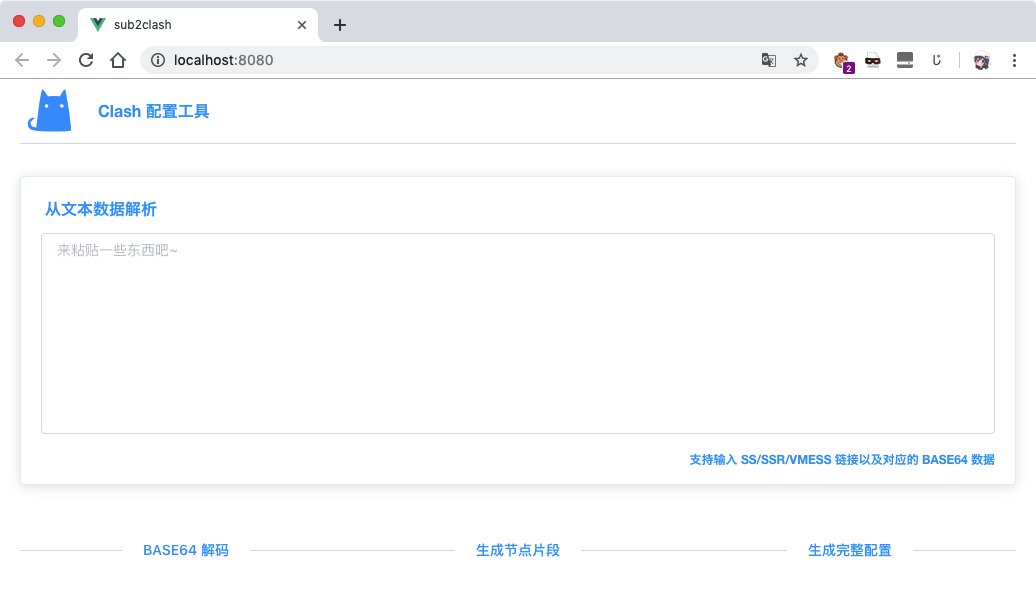 sub2clash
localhost:8080
2
Clash 配置工具
从文本数据解析
来粘贴一些东西吧~
支持输入 SS/SSR/VMESS 链接以及对应的 BASE64 数据
BASE64 解码
生成节点片段
生成完整配置